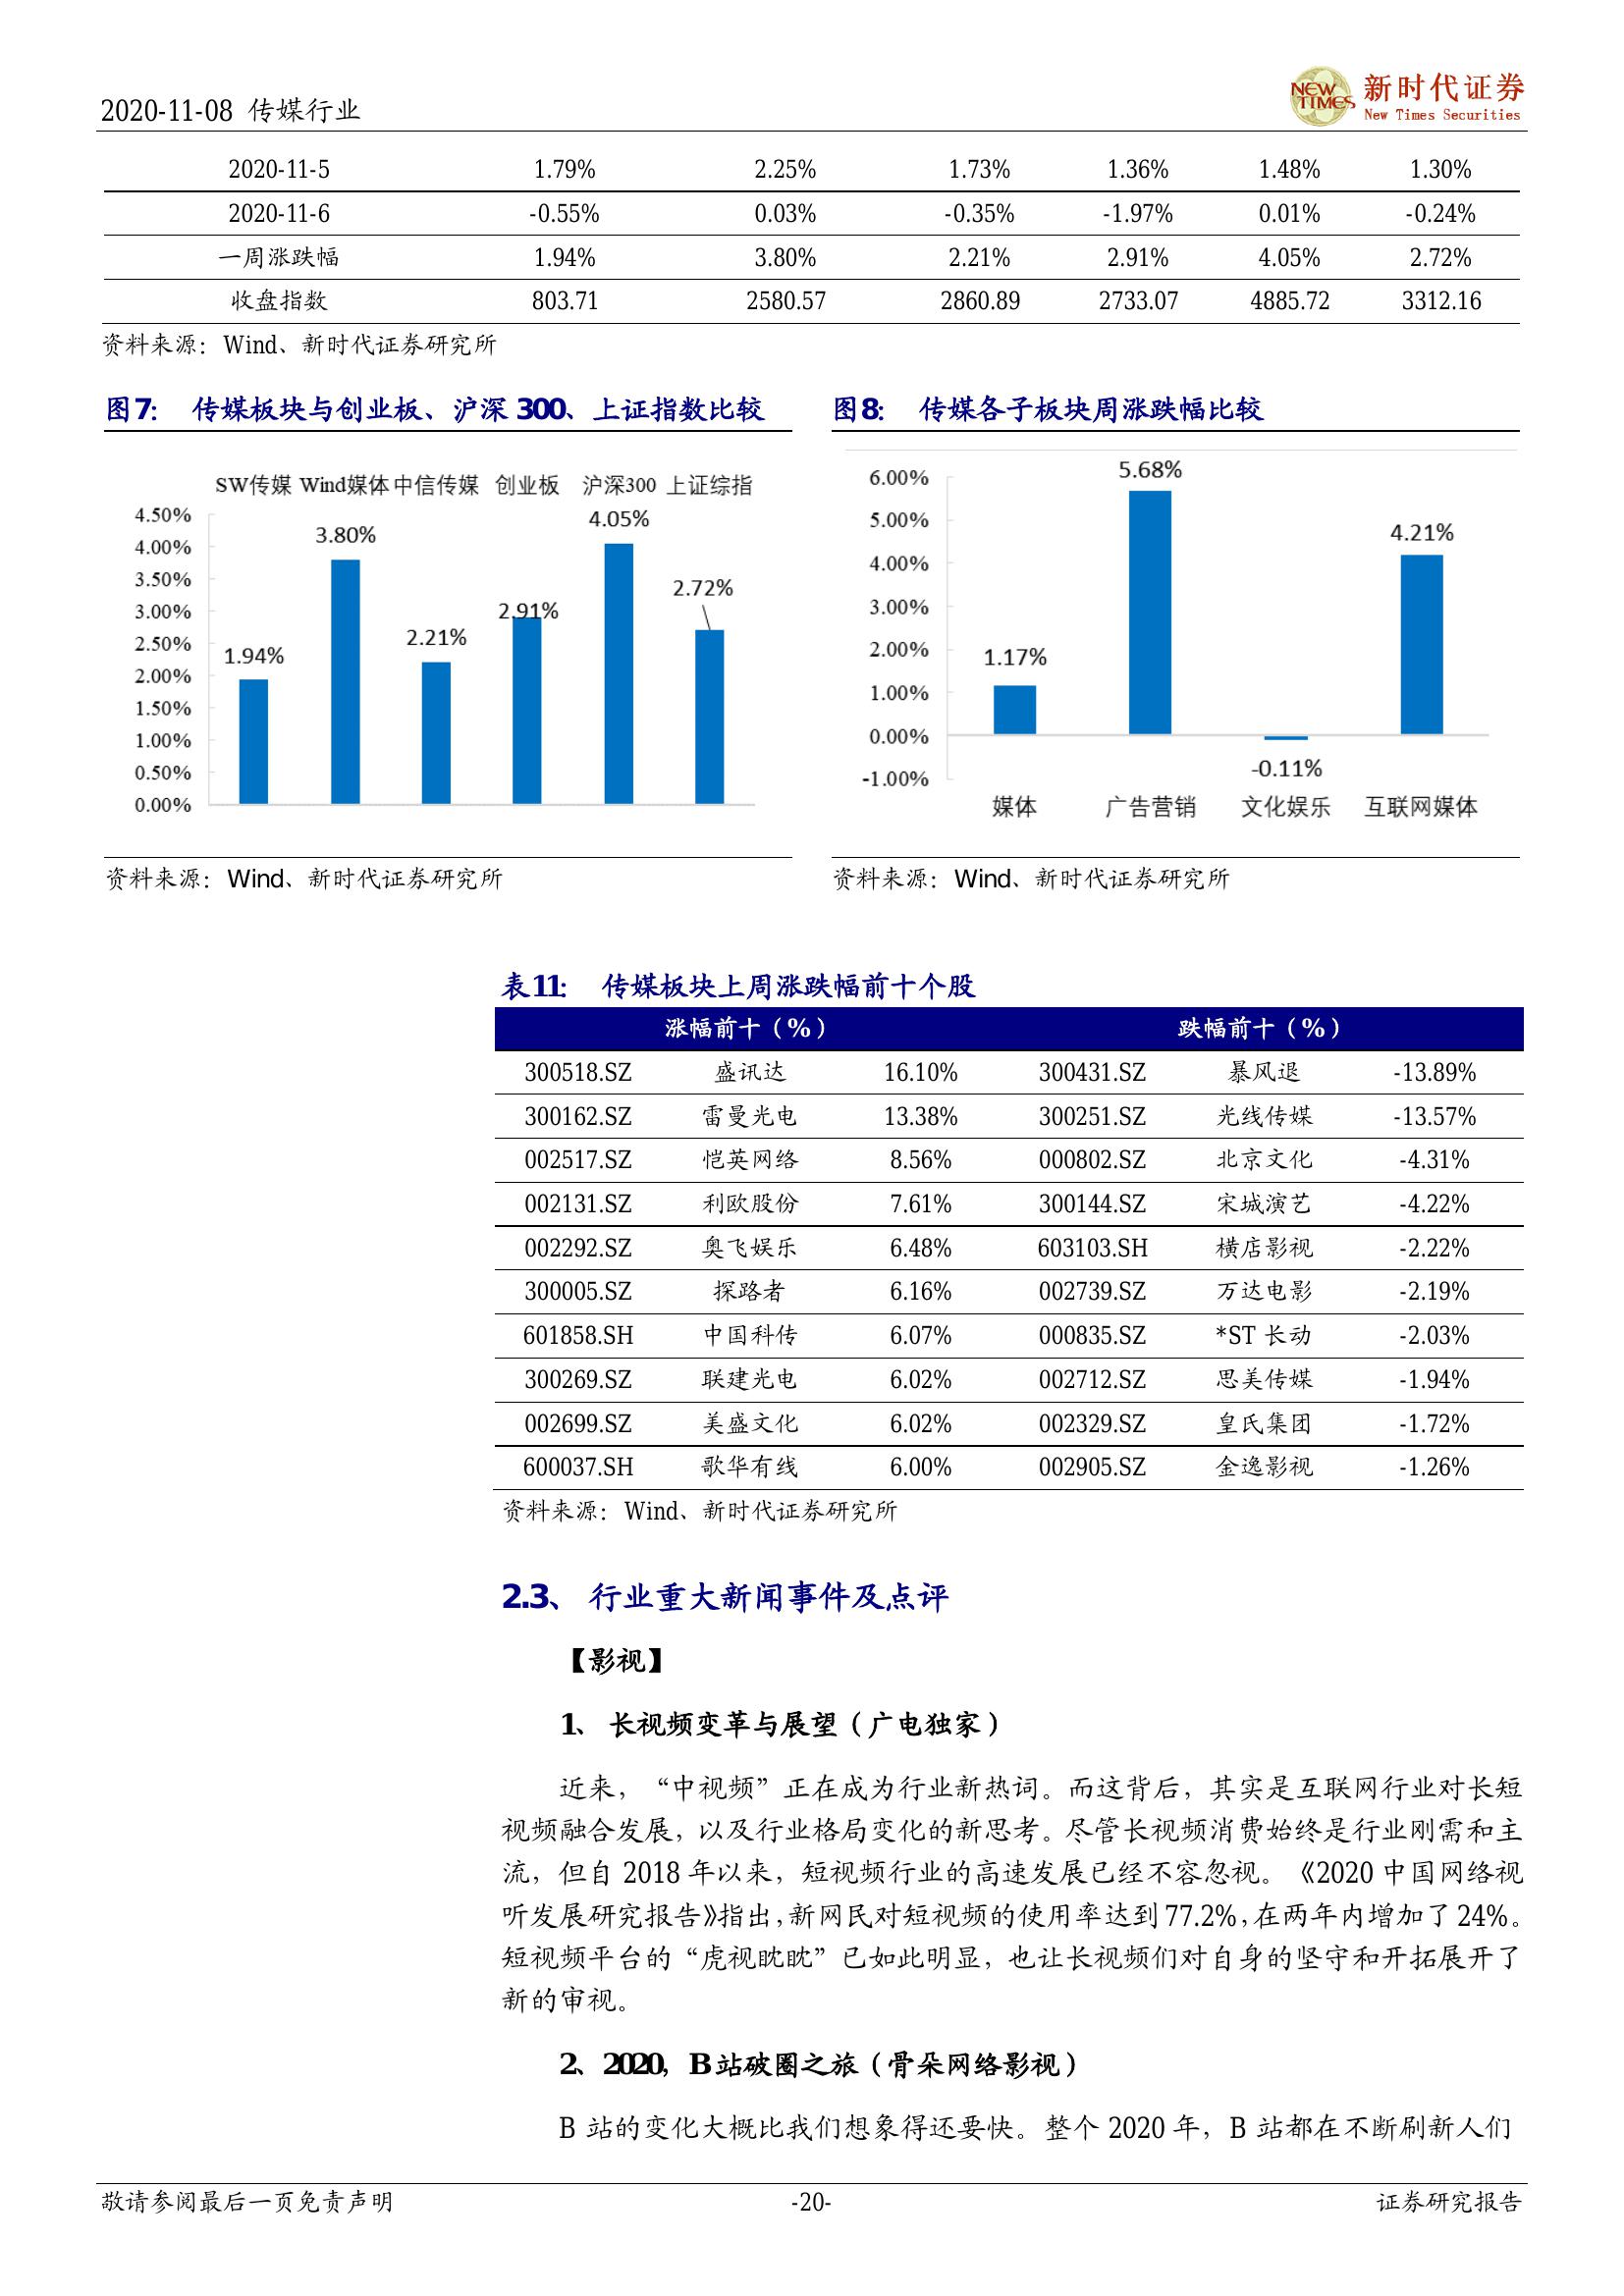 2020-11-08 传媒行业
NEW TIMES 新时代证券
New Times Securities
2020-11-5 1.79% 2.25% 1.73% 1.36% 1.48% 1.30%
2020-11-6 -0.55% 0.03% -0.35% -1.97% 0.01% -0.24%
一周涨跌幅 1.94% 3.80% 2.21% 2.91% 4.05% 2.72%
收盘指数 803.71 2580.57 2860.89 2733.07 4885.72 3312.16
资料来源：Wind、新时代证券研究所
图7： 传媒板块与创业板、沪深 300、上证指数比较
SW传媒 Wind媒体 中信传媒 创业板 沪深300 上证综指
4.50%
4.00%
3.50%
3.00%
2.50%
2.00%
1.50%
1.00%
0.50%
0.00%
1.94% 3.80% 2.21% 2.91% 4.05% 2.72%
资料来源：Wind、新时代证券研究所
图8： 传媒各子板块周涨跌幅比较
6.00%
5.00%
4.00%
3.00%
2.00%
1.00%
0.00%
-1.00%
1.17% 5.68% -0.11% 4.21%
媒体 广告营销 文化娱乐 互联网媒体
资料来源：Wind、新时代证券研究所
表11： 传媒板块上周涨跌幅前十个股
涨幅前十（%） 跌幅前十（%）
300518.SZ 盛讯达 16.10% 300431.SZ 暴风退 -13.89%
300162.SZ 雷曼光电 13.38% 300251.SZ 光线传媒 -13.57%
002517.SZ 恺英网络 8.56% 000802.SZ 北京文化 -4.31%
002131.SZ 利欧股份 7.61% 300144.SZ 宋城演艺 -4.22%
002292.SZ 奥飞娱乐 6.48% 603103.SH 横店影视 -2.22%
300005.SZ 探路者 6.16% 002739.SZ 万达电影 -2.19%
601858.SH 中国科传 6.07% 000835.SZ *ST 长动 -2.03%
300269.SZ 联建光电 6.02% 002712.SZ 思美传媒 -1.94%
002699.SZ 美盛文化 6.02% 002329.SZ 皇氏集团 -1.72%
600037.SH 歌华有线 6.00% 002905.SZ 金逸影视 -1.26%
资料来源：Wind、新时代证券研究所
2.3、 行业重大新闻事件及点评
【影视】
1、 长视频变革与展望（广电独家）
近来，“中视频”正在成为行业新热词。而这背后，其实是互联网行业对长短
视频融合发展，以及行业格局变化的新思考。尽管长视频消费始终是行业刚需和主
流，但自 2018 年以来，短视频行业的高速发展已经不容忽视。《2020 中国网络视
听发展研究报告》指出，新网民对短视频的使用率达到 77.2%，在两年内增加了 24%。
短视频平台的“虎视眈眈”已如此明显，也让长视频们对自身的坚守和开拓展开了
新的审视。
2、2020，B站破圈之旅（骨朵网络影视）
B 站的变化大概比我们想象得还要快。整个 2020 年，B 站都在不断刷新人们
敬请参阅最后一页免责声明 -20- 证券研究报告